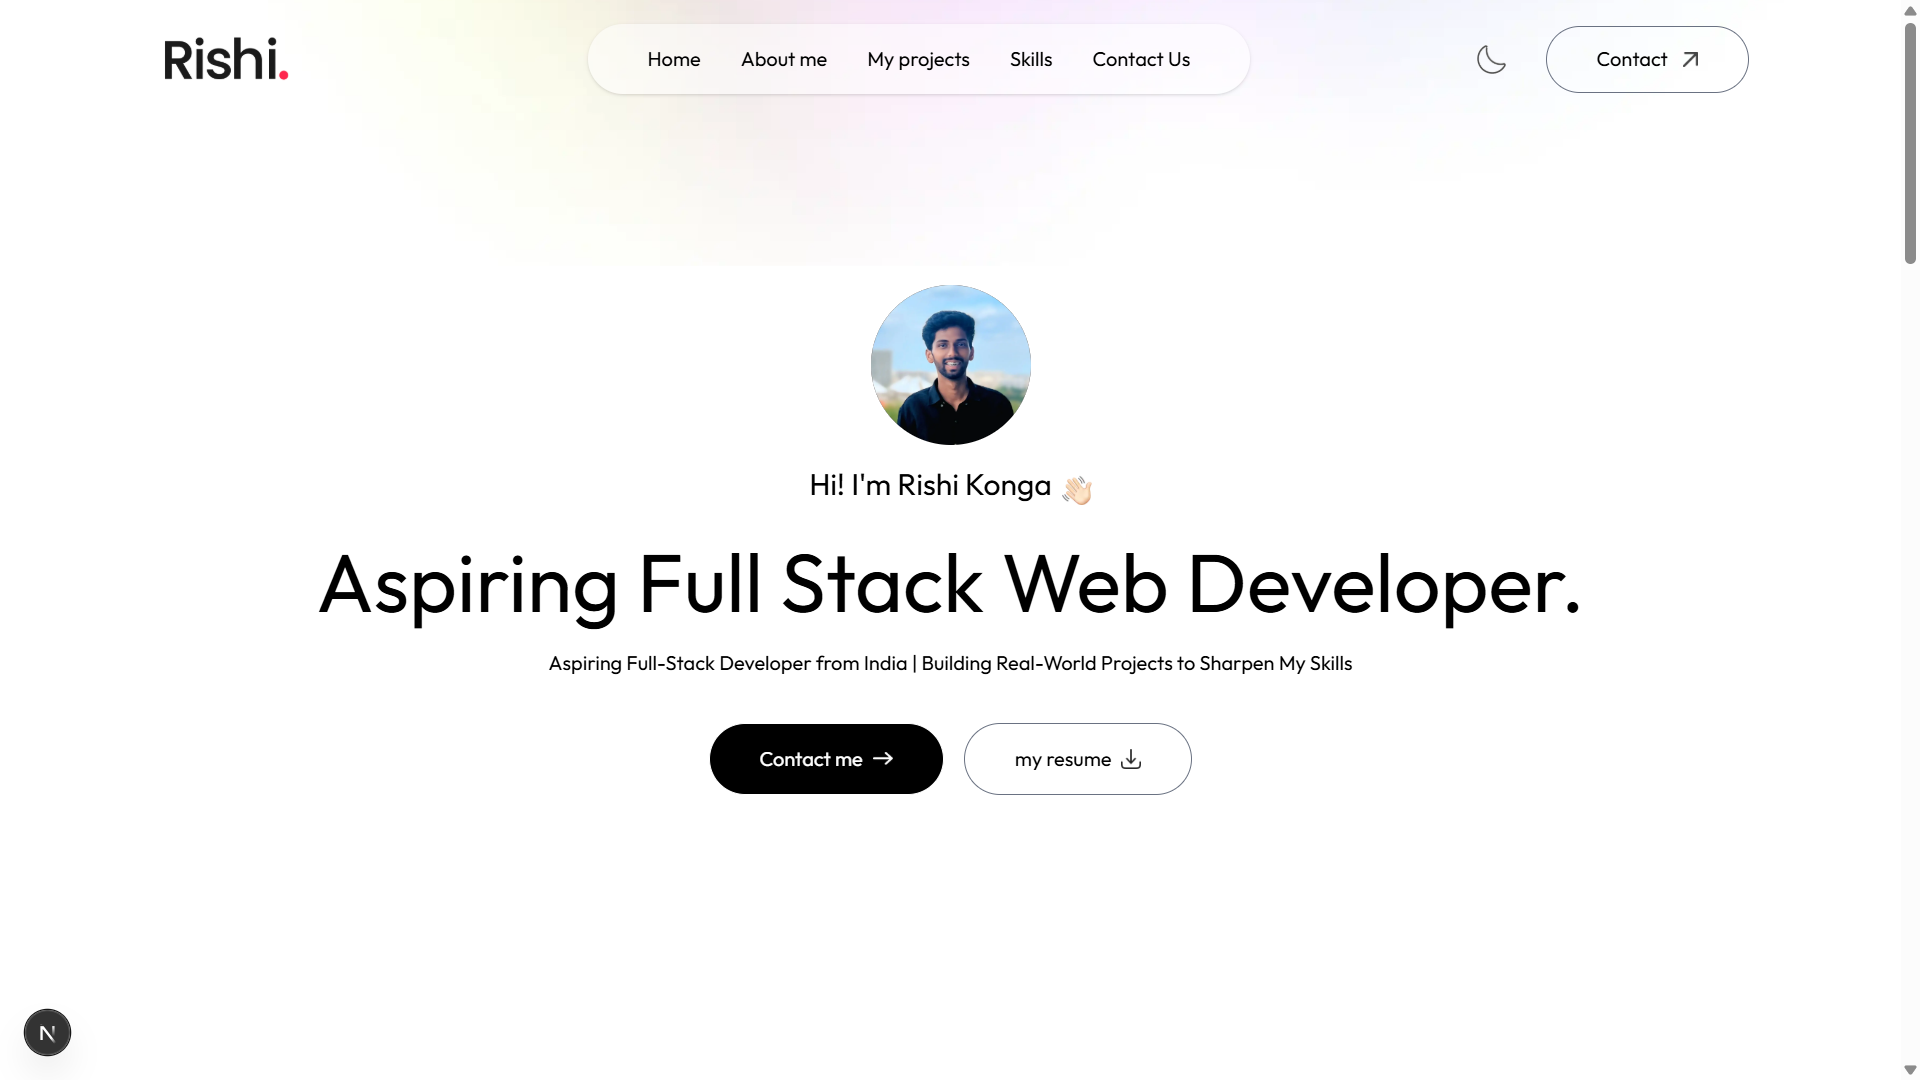 Rishi.
Home About me My projects Skills Contact Us
Contact
Hi! I'm Rishi Konga 👋🏻
Aspiring Full Stack Web Developer.
Aspiring Full-Stack Developer from India | Building Real-World Projects to Sharpen My Skills
Contact me
my resume
N